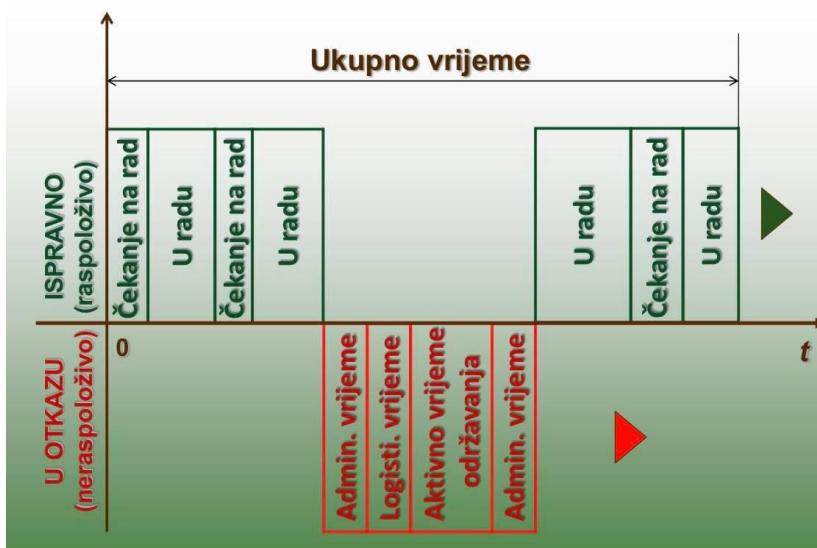 Ukupno vrijeme
ISPRAVNO
(raspoloživo)
Čekanje na rad
U radu
Čekanje na rad
U radu
U radu
Čekanje na rad
U radu
0
t
U OTKAZU
(neraspoloživo)
Admin. vrijeme
Logisti. vrijeme
Aktivno vrijeme
održavanja
Admin. vrijeme